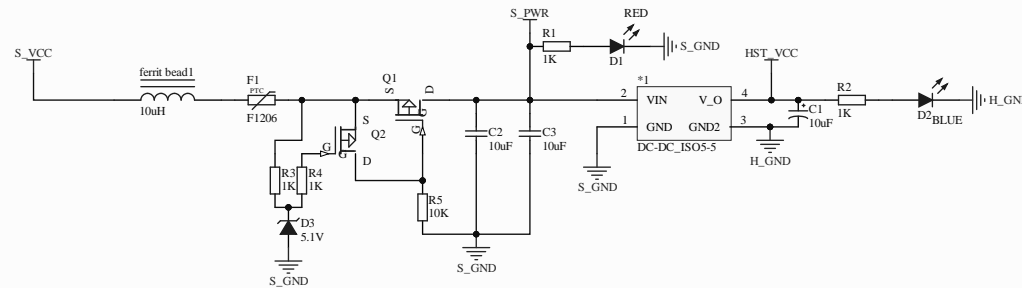 S_PWR
RED
R1
1K
D1
S_GND
S_VCC
HST_VCC
ferrit bead1
10uH
F1
PTC
F1206
Q1
S
D
G
G
*1
2
VIN
V_O
4
1
GND
GND2
3
DC-DC_ISO5-5
C1
10uF
R2
1K
D2
BLUE
H_GN
H_GND
S_GND
S
Q2
G
G
D
C2
10uF
C3
10uF
R3
1K
R4
1K
R5
10K
D3
5.1V
S_GND
S_GND